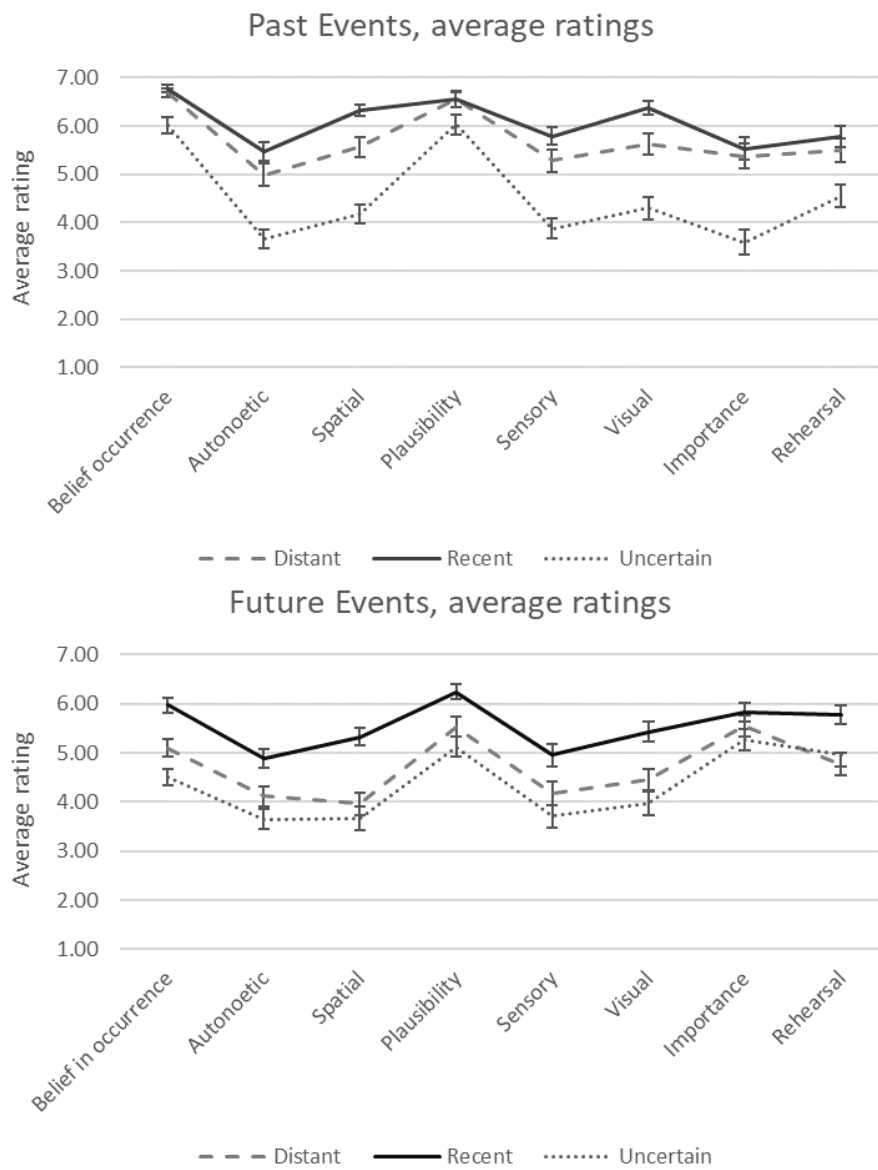 Past Events, average ratings
7.00
6.00
5.00
4.00
3.00
2.00
1.00
Average rating
Belief occurrence
Autonoetic
Spatial
Plausibility
Sensory
Visual
Importance
Rehearsal
Distant Recent Uncertain
Future Events, average ratings
7.00
6.00
5.00
4.00
3.00
2.00
1.00
Average rating
Belief in occurrence
Autonoetic
Spatial
Plausibility
Sensory
Visual
Importance
Rehearsal
Distant Recent Uncertain